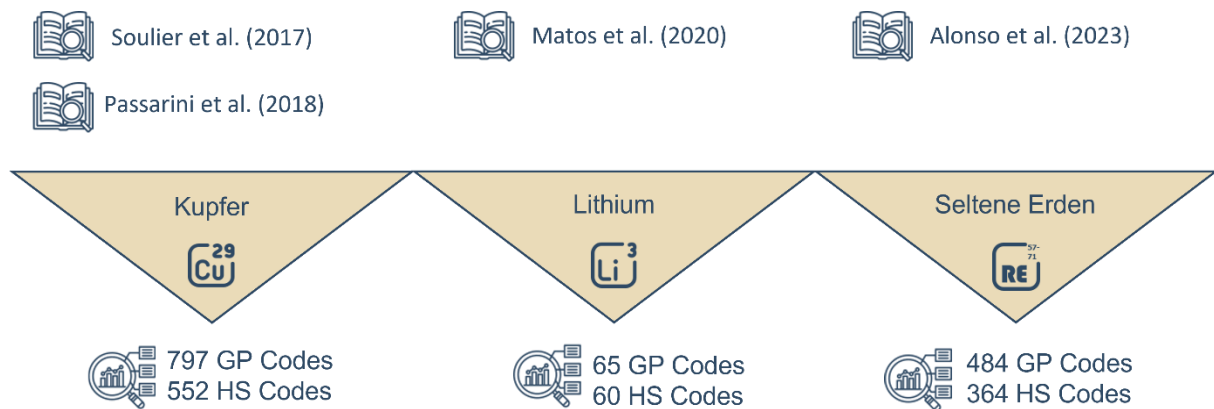 Soulier et al. (2017)
Passarini et al. (2018)
Matos et al. (2020)
Alonso et al. (2023)
Kupfer
29
Cu
Lithium
3
Li
Seltene Erden
57-
71
RE
797 GP Codes
552 HS Codes
65 GP Codes
60 HS Codes
484 GP Codes
364 HS Codes